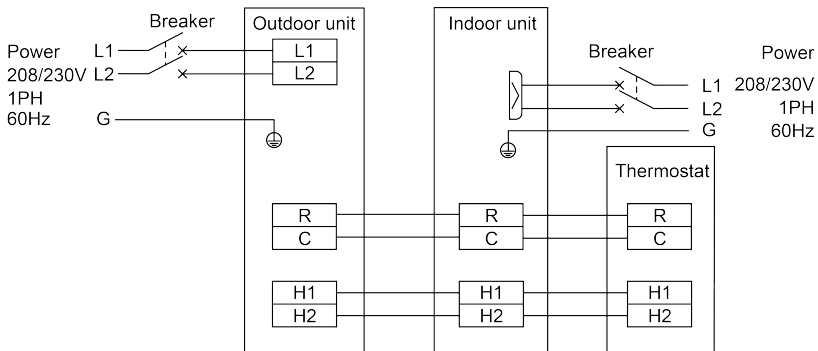 Breaker
Outdoor unit
Indoor unit
Power L1
208/230V L2
1PH
60Hz G
L1
L2
Breaker Power
L1 208/230V
L2 1PH
G 60Hz
Thermostat
R R R
C C C
H1 H1 H1
H2 H2 H2